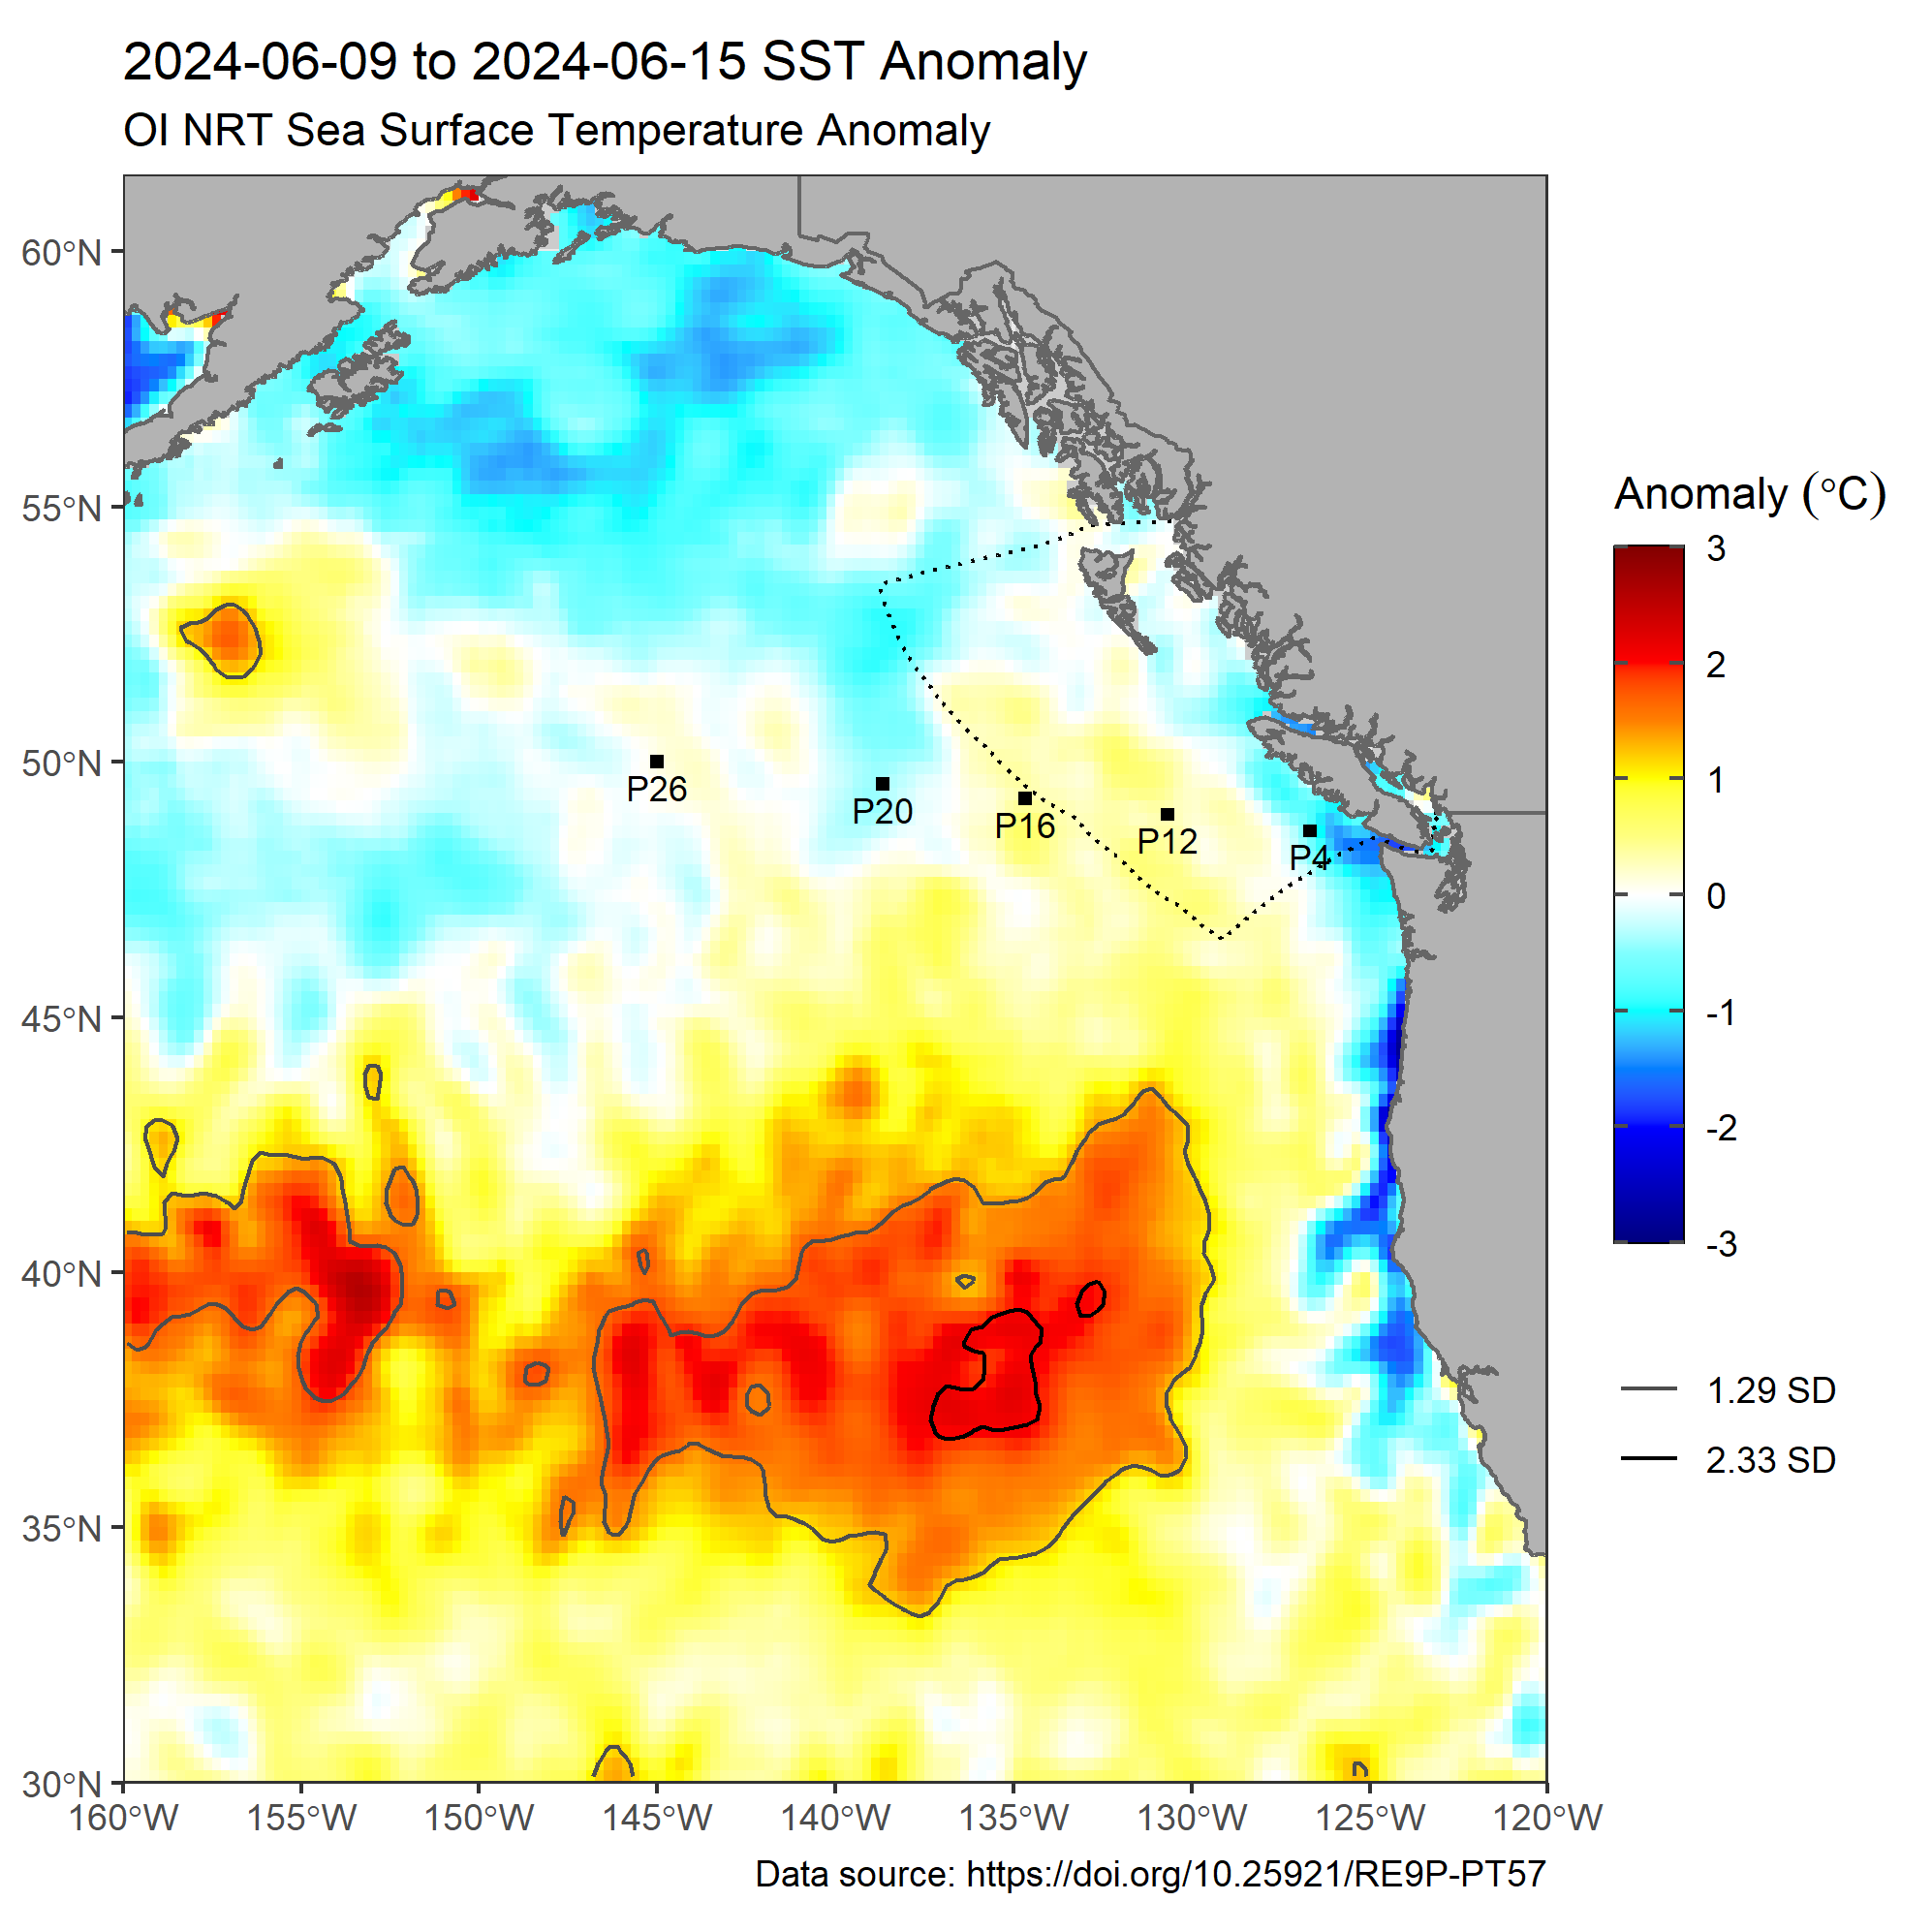 2024-06-09 to 2024-06-15 SST Anomaly
OI NRT Sea Surface Temperature Anomaly
60°N
55°N
50°N
45°N
40°N
35°N
30°N
160°W
155°W
150°W
145°W
140°W
135°W
130°W
125°W
120°W
P26
P20
P16
P12
P4
Anomaly (°C)
3
2
1
0
-1
-2
-3
1.29 SD
2.33 SD
Data source: https://doi.org/10.25921/RE9P-PT57